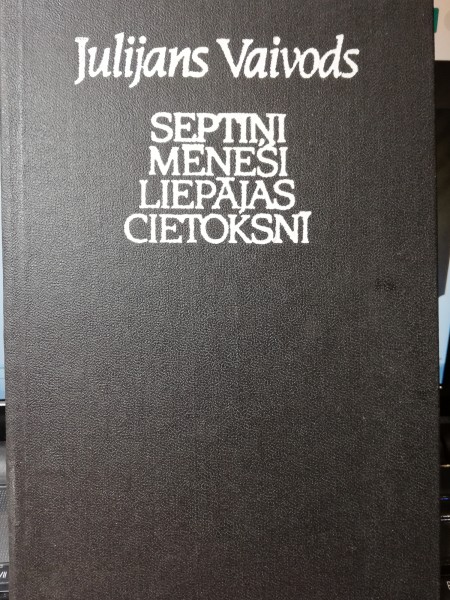 Julijans Vaivods
SEPTIŅI
MĒNEŠI
LIEPĀJAS
CIETOKSNĪ